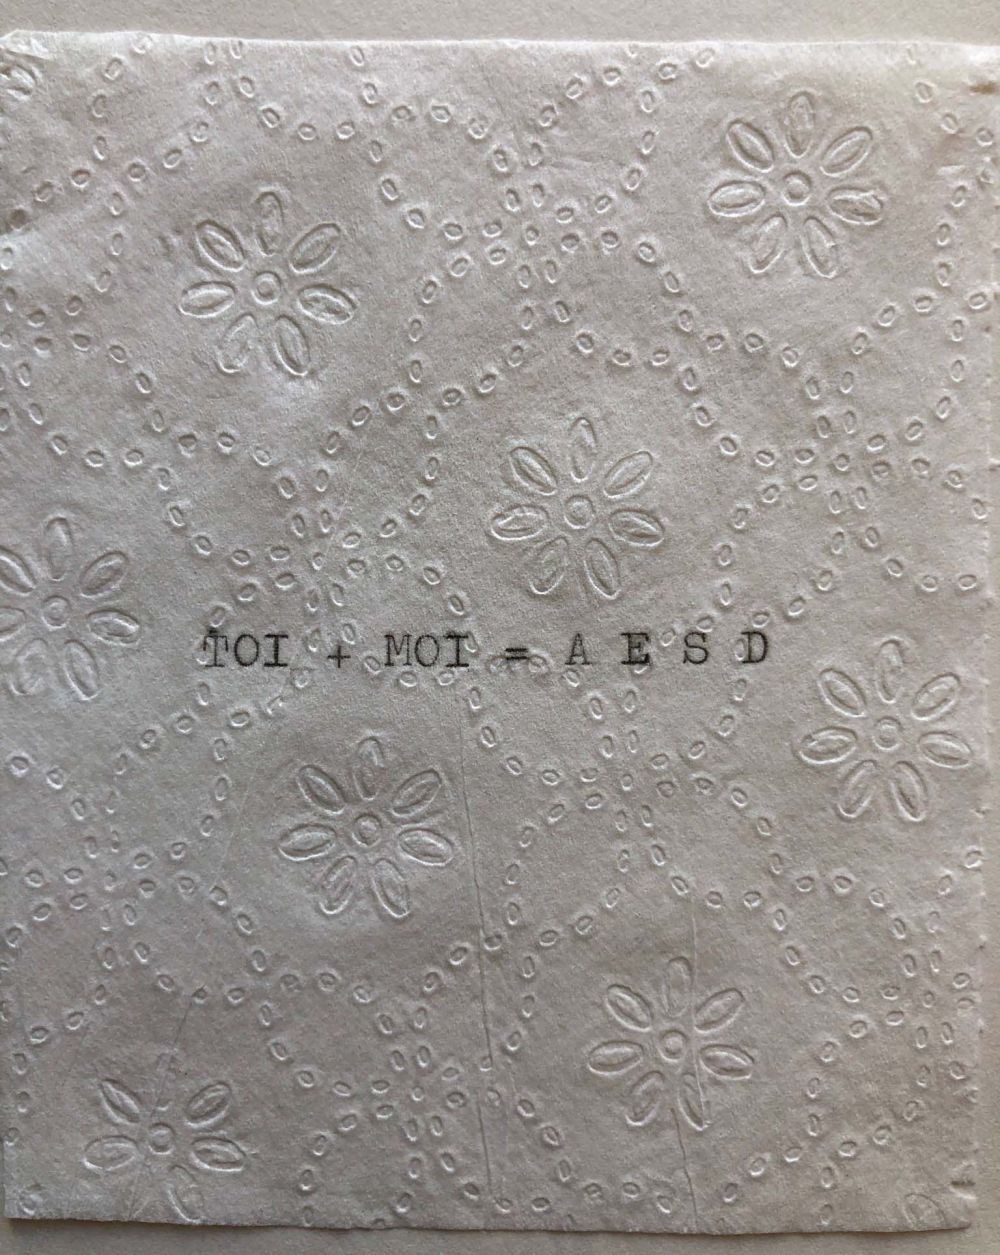 TOI + MOI = A E S D